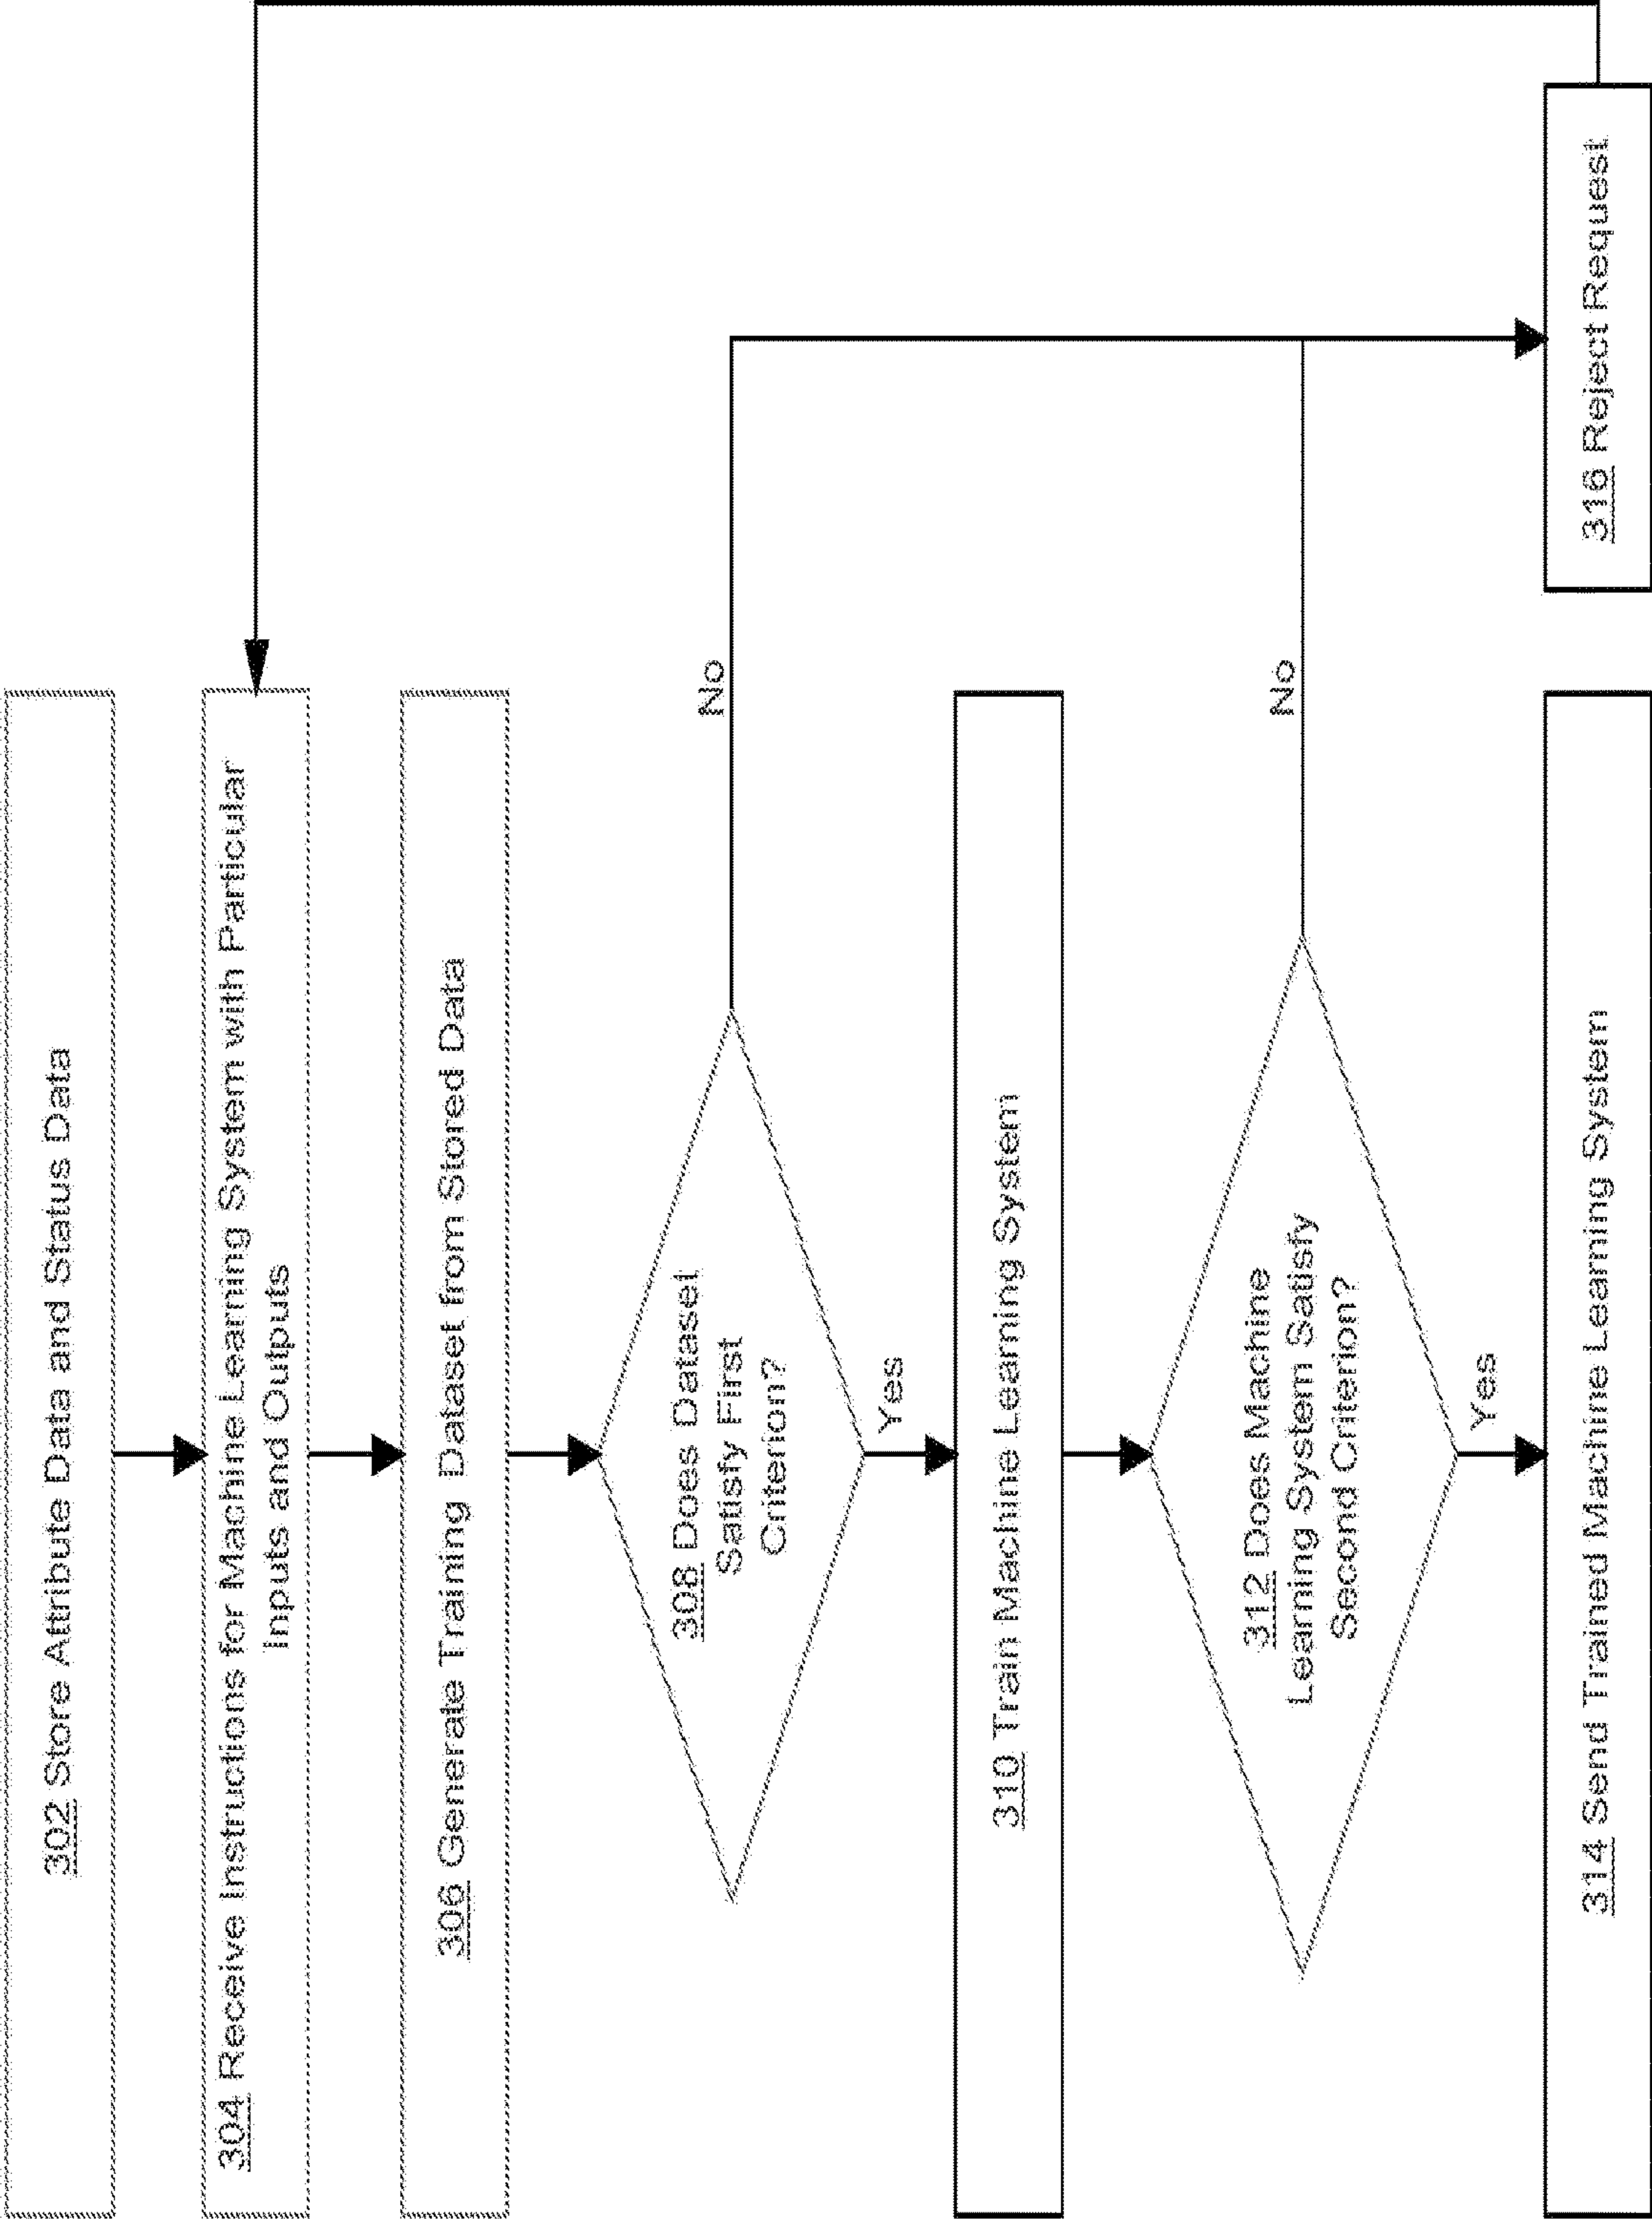 302 Store Attribute Data and Status Data
304 Receive Instructions for Machine Learning System with Particular
Inputs and Outputs
306 Generate Training Dataset from Stored Data
308 Does Dataset
Satisfy First
Criterion?
No
Yes
310 Train Machine Learning System
312 Does Machine
Learning System Satisfy
Second Criterion?
No
Yes
314 Send Trained Machine Learning System
316 Reject Request